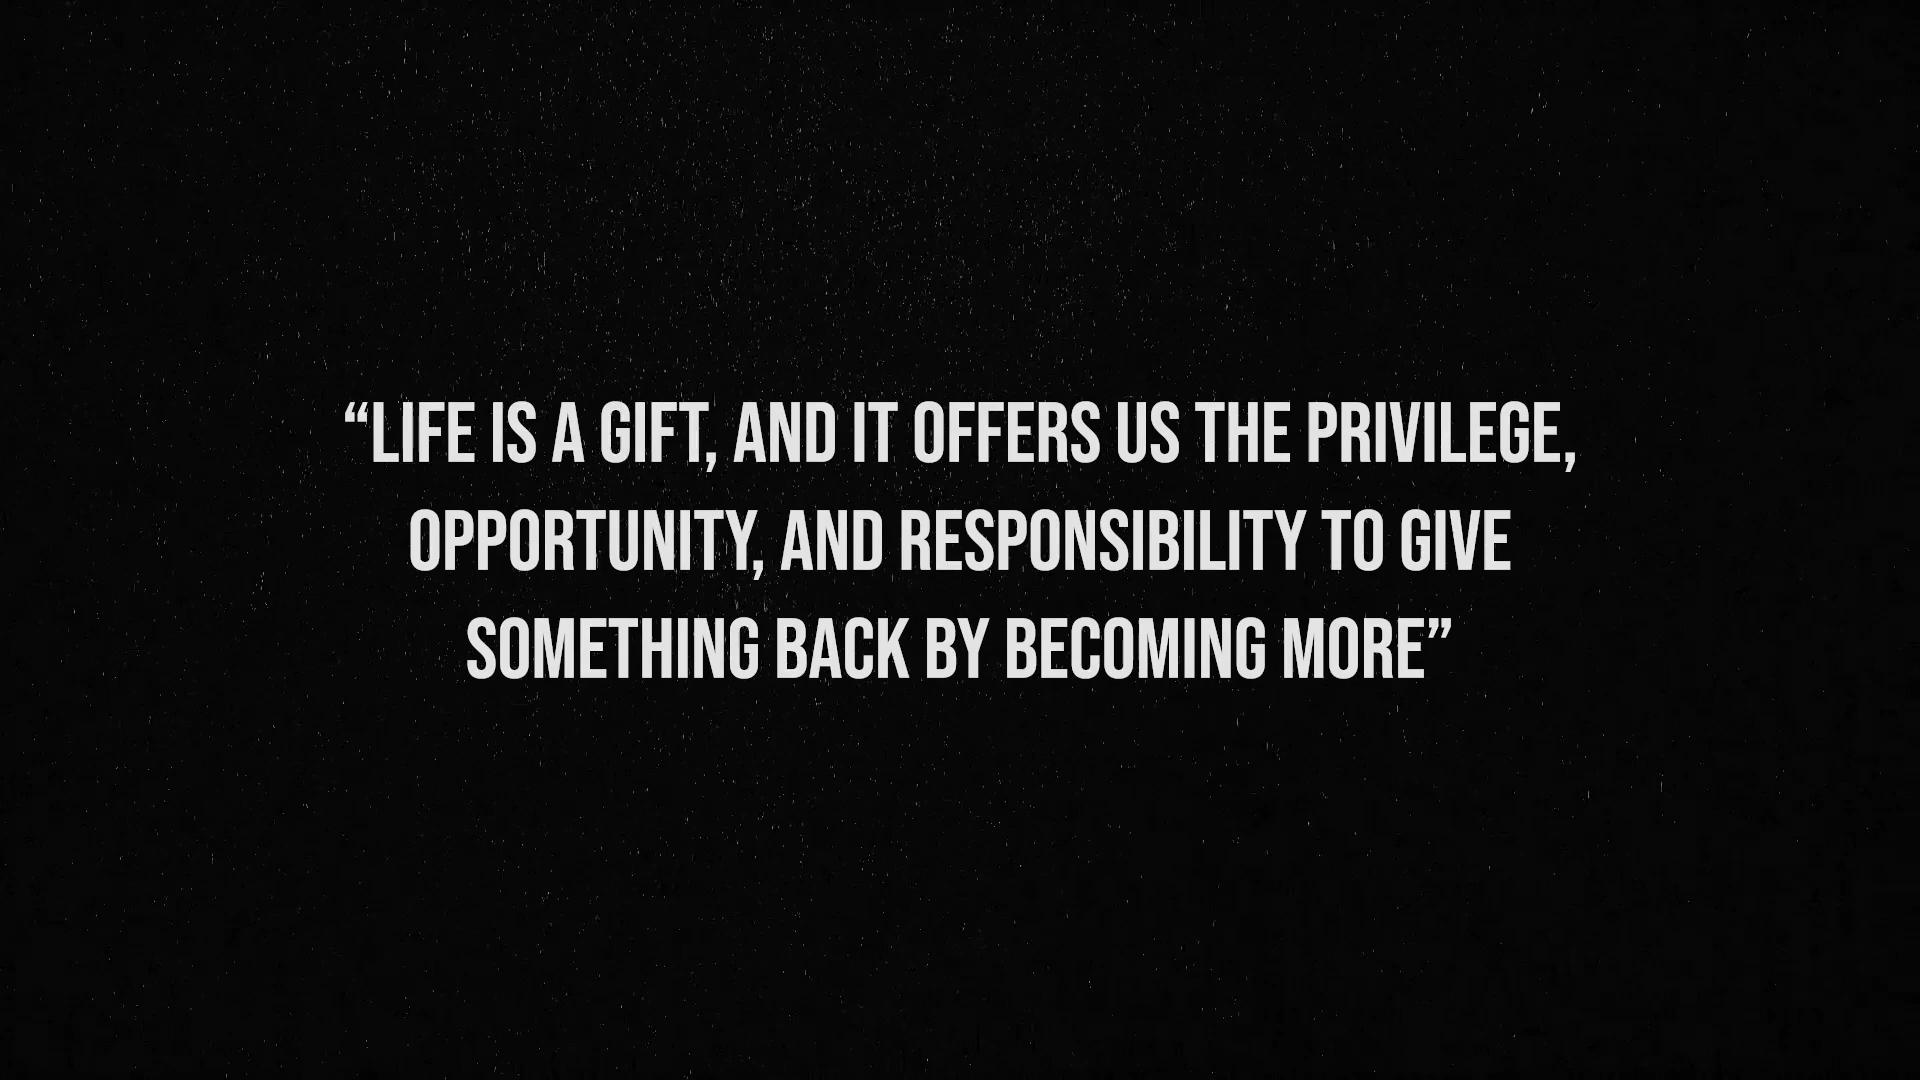 “LIFE IS A GIFT, AND IT OFFERS US THE PRIVILEGE,
OPPORTUNITY, AND RESPONSIBILITY TO GIVE
SOMETHING BACK BY BECOMING MORE”